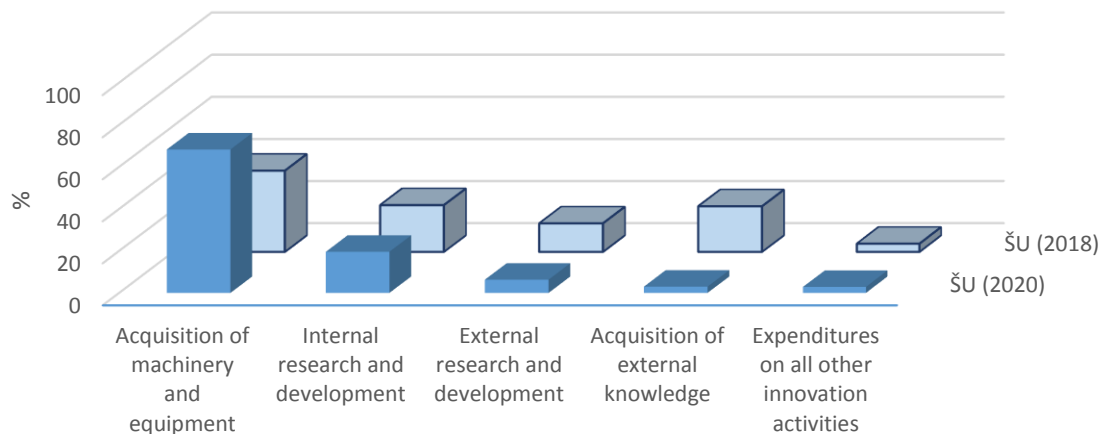 100
80
60
40
20
0
%
ŠU (2018)
ŠU (2020)
Acquisition of
machinery
and
equipment
Internal
research and
development
External
research and
development
Acquisition of
external
knowledge
Expenditures
on all other
innovation
activities